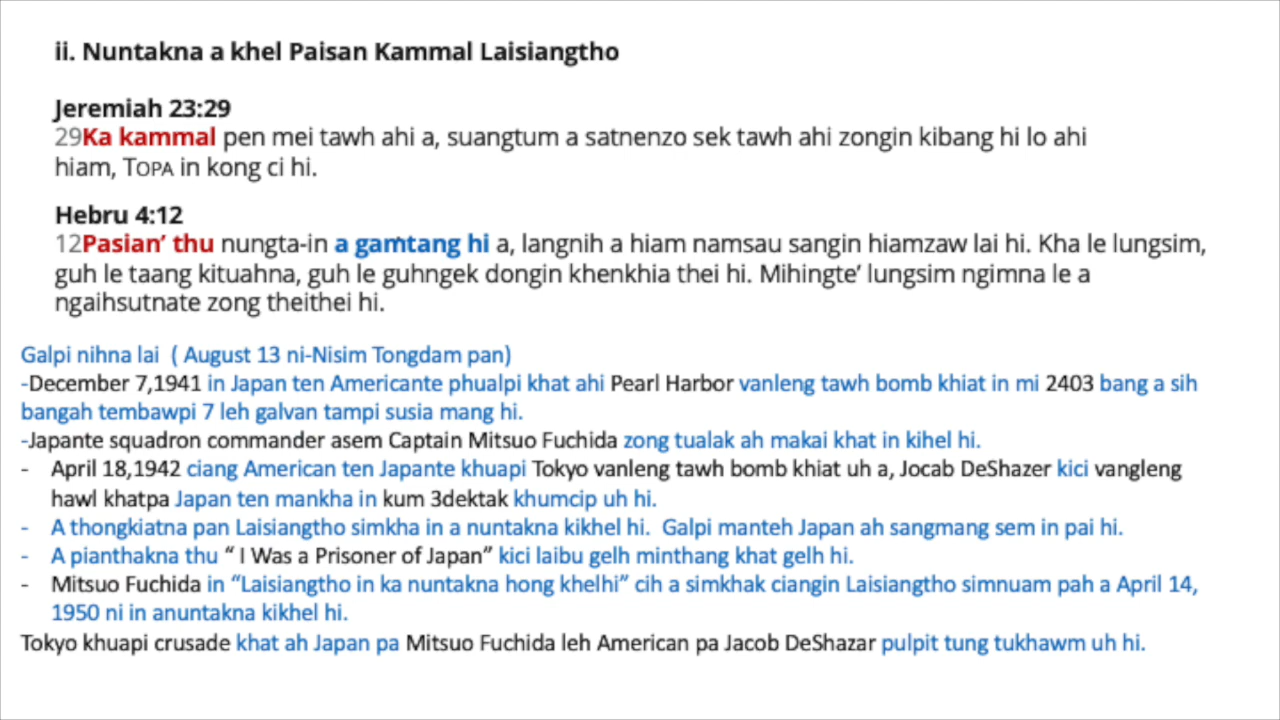 ii. Nuntakna a khel Paisan Kammal Laisiangtho
Jeremiah 23:29
29Ka kammal pen mei tawh ahi a, suangtum a satnenzo sek tawh ahi zongin kibang hi lo ahi
hiam, TOPA in kong ci hi.
Hebru 4:12
12Pasian’ thu nungta-in a gamtang hi a, langnih a hiam namsau sangin hiamzaw lai hi. Kha le lungsim,
guh le taang kituahna, guh le guhngek dongin khenkhia thei hi. Mihingte’ lungsim ngimna le a
ngaihsutnate zong theithei hi.
Galpi nihna lai ( August 13 ni-Nisim Tongdam pan)
-December 7,1941 in Japan ten Americante phualpi khat ahi Pearl Harbor vanleng tawh bomb khiat in mi 2403 bang a sih
bangah tembawpi 7 leh galvan tampi susia mang hi.
-Japante squadron commander asem Captain Mitsuo Fuchida zong tualak ah makai khat in kihel hi.
- April 18,1942 ciang American ten Japante khuapi Tokyo vanleng tawh bomb khiat uh a, Jocab DeShazer kici vangleng
hawl khatpa Japan ten mankha in kum 3dektak khumcip uh hi.
- A thongkiatna pan Laisiangtho simkha in a nuntakna kikhel hi. Galpi manteh Japan ah sangmang sem in pai hi.
- A pianthakna thu “ I Was a Prisoner of Japan” kici laibu gelh minthang khat gelh hi.
- Mitsuo Fuchida in “Laisiangtho in ka nuntakna hong khelhi” cih a simkhak ciangin Laisiangtho simnuam pah a April 14,
1950 ni in anuntakna kikhel hi.
Tokyo khuapi crusade khat ah Japan pa Mitsuo Fuchida leh American pa Jacob DeShazar pulpit tung tukhawm uh hi.